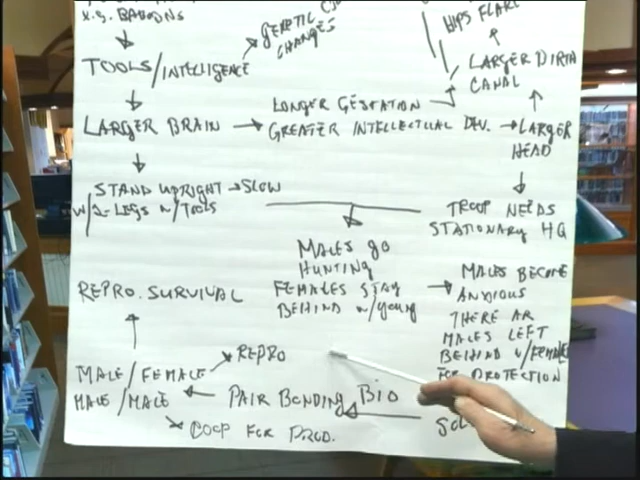 e.g. BABOONS
GENETIC
CHANGES
HIPS FLARE
TOOLS/INTELLIGENCE
LARGER BIRTH
CANAL
LONGER GESTATION
LARGER BRAIN → GREATER INTELLECTUAL DEV. → LARGER
HEAD
STAND UPRIGHT → SLOW
W/2-LEGS W/TOOLS
TROOP NEEDS
STATIONARY HQ
MALES GO
HUNTING
FEMALES STAY
BEHIND W/YOUNG
MALES BECOME
ANXIOUS
THERE AR
MALES LEFT
BEHIND W/FEMALE
FOR PROTECTION
REPRO. SURVIVAL
MALE/FEMALE
MALE/MALE
REPRO
PAIR BONDING BIO
COOP FOR PROD.